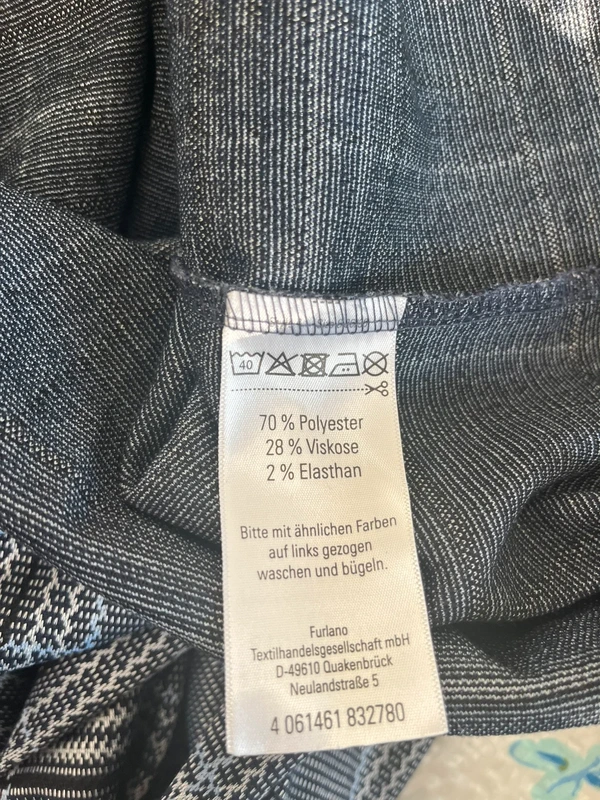 40
70 % Polyester
28 % Viskose
2 % Elasthan
Bitte mit ähnlichen Farben
auf links gezogen
waschen und bügeln.
Furlano
Textilhandelsgesellschaft mbH
D-49610 Quakenbrück
Neulandstraße 5
4 061461 832780